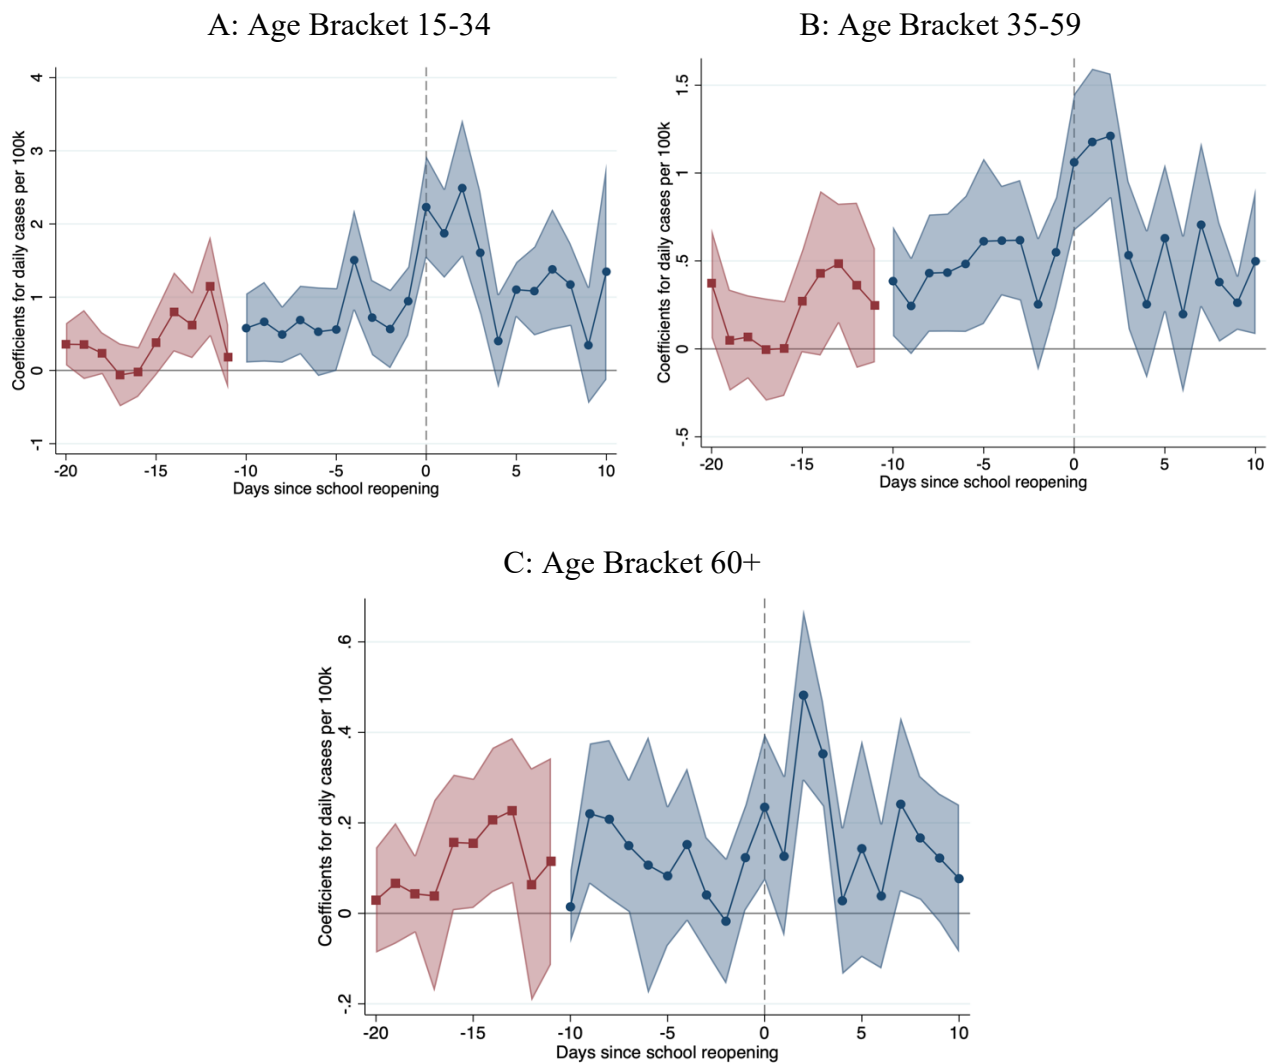 A: Age Bracket 15-34
Coefficients for daily cases per 100k
4
3
2
1
0
-1
-20 -15 -10 -5 0 5 10
Days since school reopening
B: Age Bracket 35-59
Coefficients for daily cases per 100k
1.5
1
.5
0
-.5
-20 -15 -10 -5 0 5 10
Days since school reopening
C: Age Bracket 60+
Coefficients for daily cases per 100k
.6
.4
.2
0
-.2
-20 -15 -10 -5 0 5 10
Days since school reopening